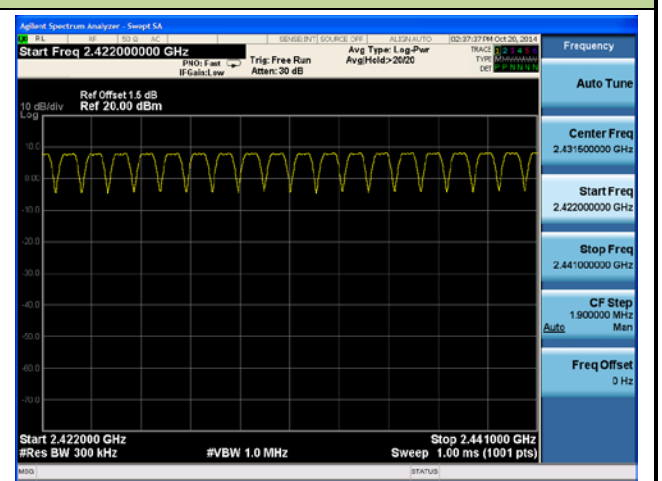 Agilent Spectrum Analyzer - Swept SA
RL RF 50 Ω AC SENSE:INT SOURCE OFF ALIGN AUTO 02:37:37 PM Oct 20, 2014
Start Freq 2.422000000 GHz
PNO: Fast
IFGain:Low
Trig: Free Run
Atten: 30 dB
Avg Type: Log-Pwr
Avg|Hold:>20/20
TRACE 1 2 3 4 5 6
TYPE
DET P P N N N N
Ref Offset 1.5 dB
10 dB/div Ref 20.00 dBm
Log
10.0
0.00
-10.0
-20.0
-30.0
-40.0
-50.0
-60.0
-70.0
Start 2.422000 GHz Stop 2.441000 GHz
#Res BW 300 kHz #VBW 1.0 MHz Sweep 1.00 ms (1001 pts)
MSG STATUS
Frequency
Auto Tune
Center Freq
2.431500000 GHz
Start Freq
2.422000000 GHz
Stop Freq
2.441000000 GHz
CF Step
1.900000 MHz
Auto Man
Freq Offset
0 Hz